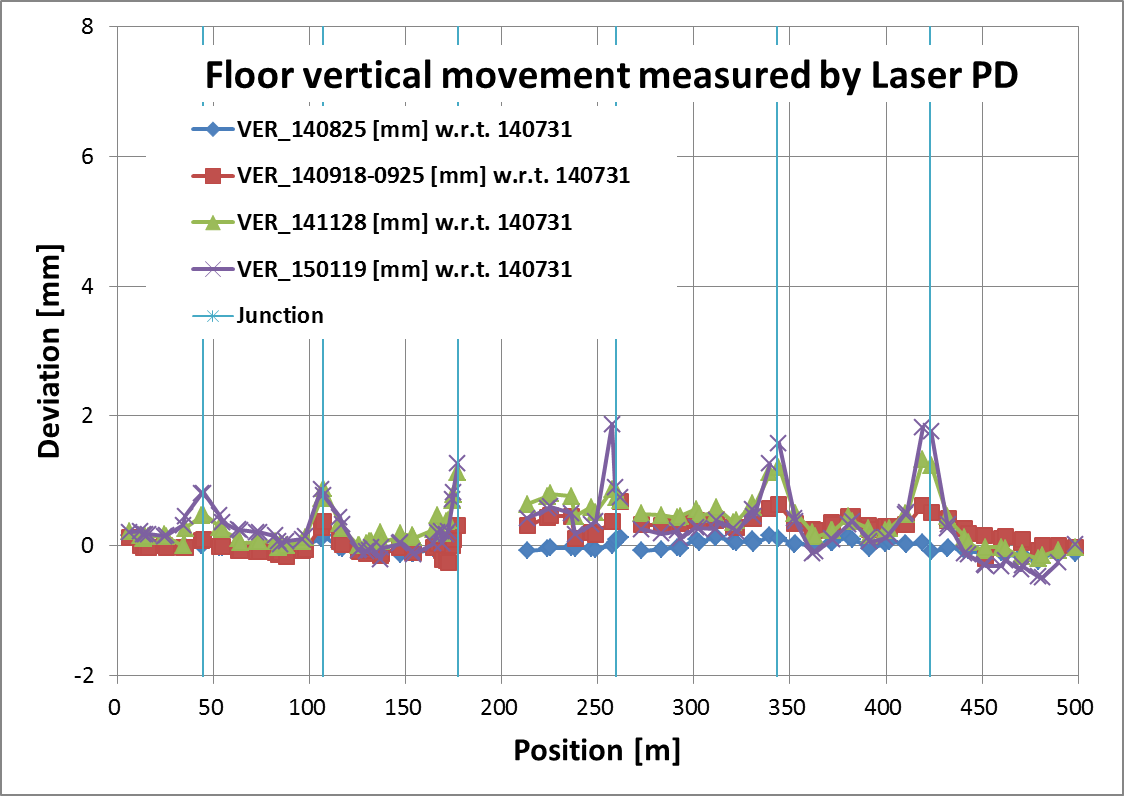 Floor vertical movement measured by Laser PD
VER_140825 [mm] w.r.t. 140731
VER_140918-0925 [mm] w.r.t. 140731
VER_141128 [mm] w.r.t. 140731
VER_150119 [mm] w.r.t. 140731
Junction
Deviation [mm]
8
6
4
2
0
-2
0 50 100 150 200 250 300 350 400 450 500
Position [m]